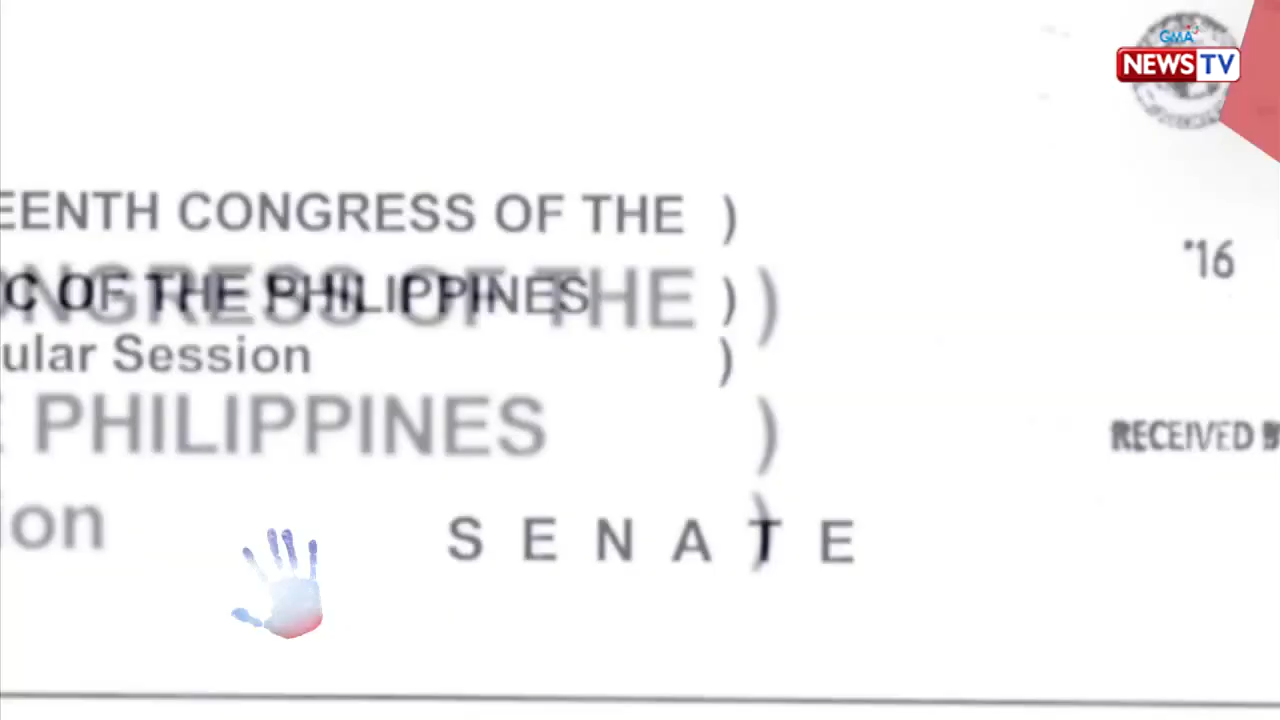 GMA
NEWS TV
EENTH CONGRESS OF THE )
'16
C OF THE PHILIPPINES )
NGRESS OF THE )
ular Session )
PHILIPPINES )
RECEIVED
ion )
S E N A T E